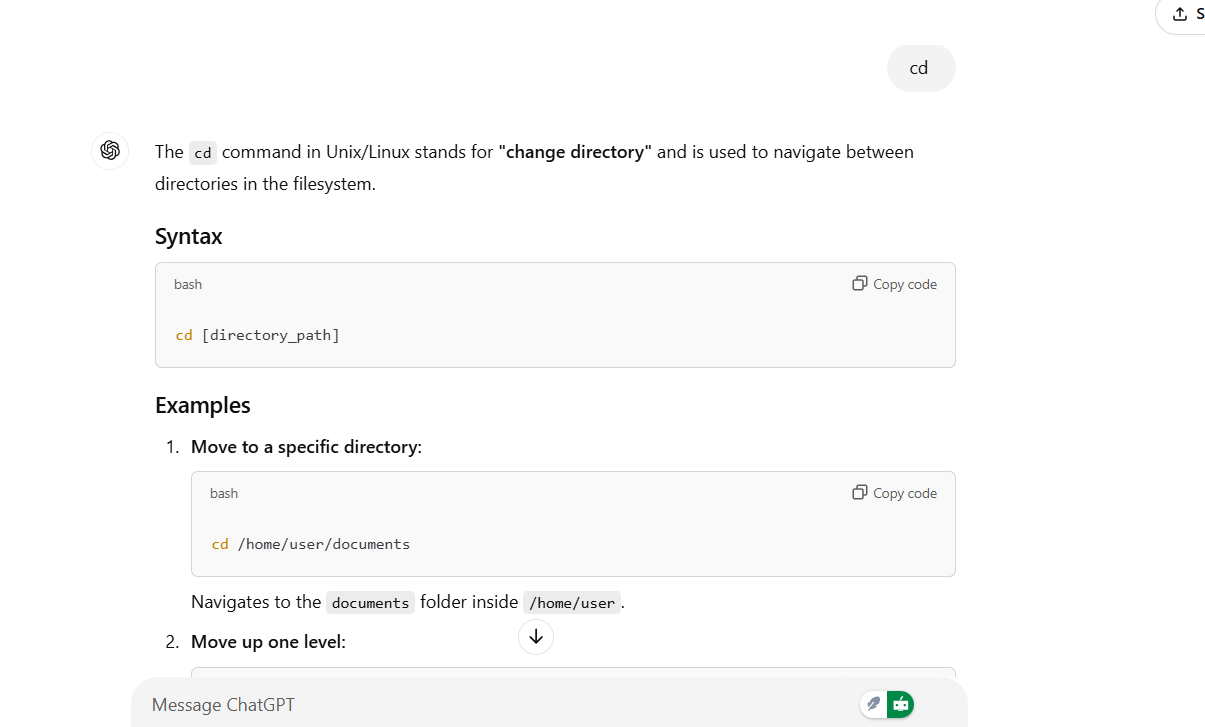 S
cd
The cd command in Unix/Linux stands for "change directory" and is used to navigate between
directories in the filesystem.
Syntax
bash
Copy code
cd [directory_path]
Examples
1. Move to a specific directory:
bash
Copy code
cd /home/user/documents
Navigates to the documents folder inside /home/user.
2. Move up one level:
Message ChatGPT